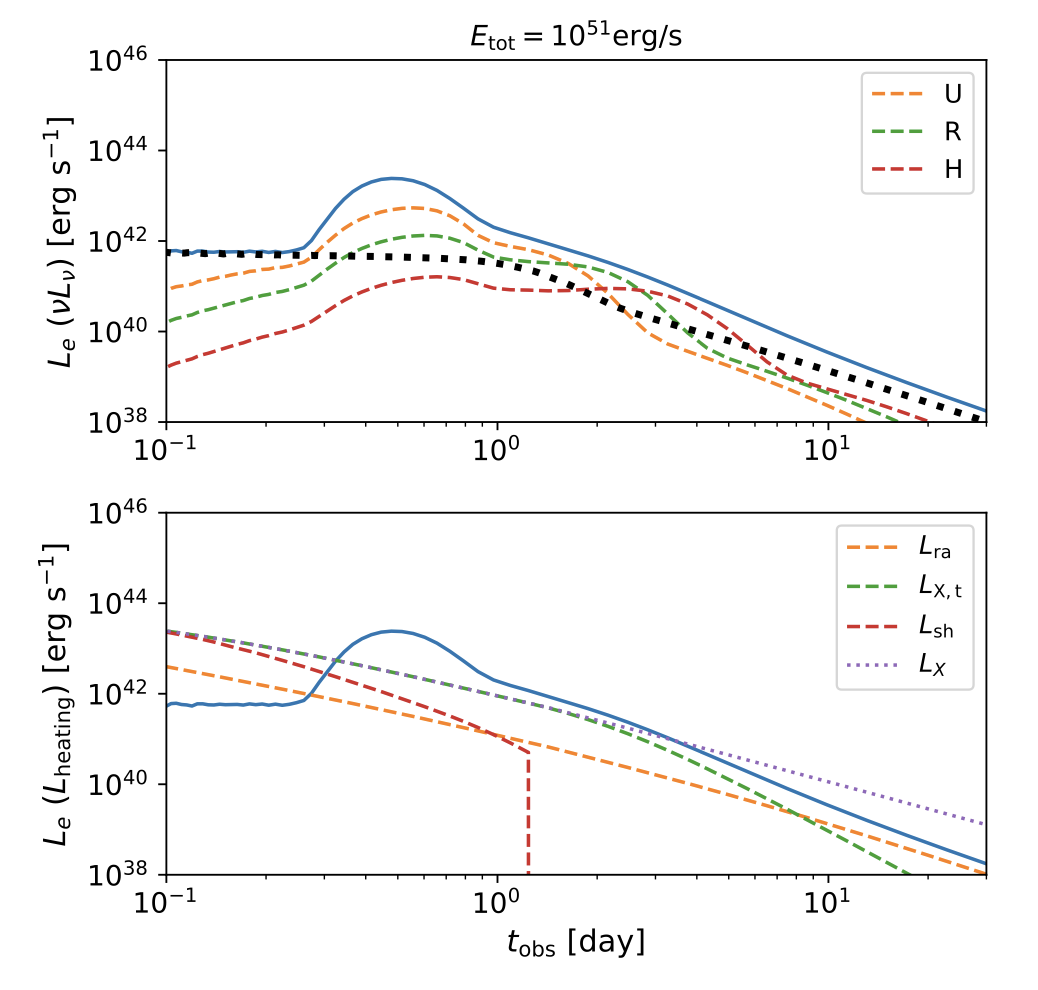 E_tot = 10^51 erg/s
L_e (νL_ν) [erg s^−1]
10^46
10^44
10^42
10^40
10^38
U
R
H
10^−1
10^0
10^1
L_e (L_heating) [erg s^−1]
10^46
10^44
10^42
10^40
10^38
L_ra
L_X,t
L_sh
L_X
10^−1
10^0
10^1
t_obs [day]